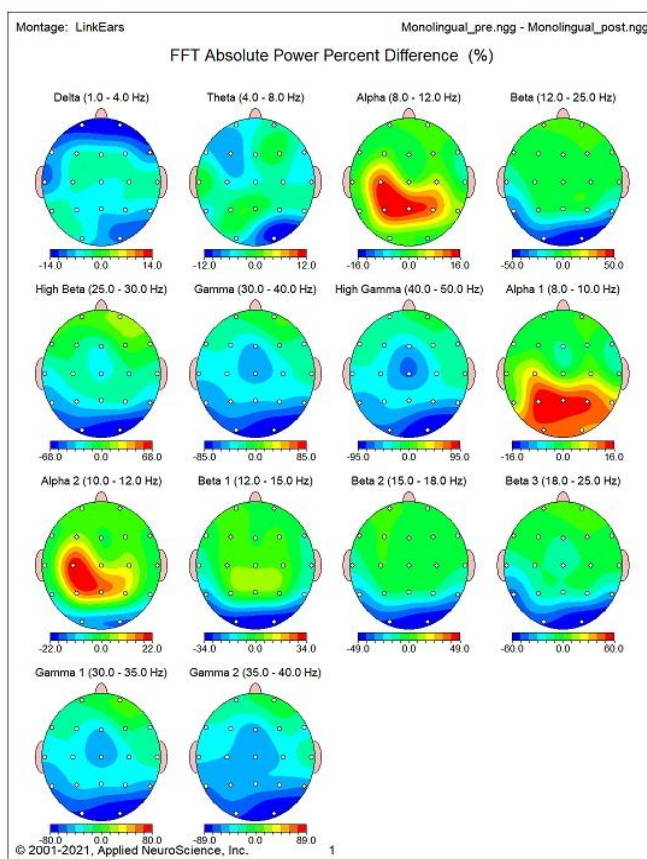 Montage: LinkEars Monolingual_pre.ngg - Monolingual_post.ngg
FFT Absolute Power Percent Difference (%)
Delta (1.0 - 4.0 Hz) Theta (4.0 - 8.0 Hz) Alpha (8.0 - 12.0 Hz) Beta (12.0 - 25.0 Hz)
-14.0 0.0 14.0 -12.0 0.0 12.0 -16.0 0.0 16.0 -50.0 0.0 50.0
High Beta (25.0 - 30.0 Hz) Gamma (30.0 - 40.0 Hz) High Gamma (40.0 - 50.0 Hz) Alpha 1 (8.0 - 10.0 Hz)
-68.0 0.0 68.0 -85.0 0.0 85.0 -95.0 0.0 95.0 -16.0 0.0 16.0
Alpha 2 (10.0 - 12.0 Hz) Beta 1 (12.0 - 15.0 Hz) Beta 2 (15.0 - 18.0 Hz) Beta 3 (18.0 - 25.0 Hz)
-22.0 0.0 22.0 -34.0 0.0 34.0 -49.0 0.0 49.0 -60.0 0.0 60.0
Gamma 1 (30.0 - 35.0 Hz) Gamma 2 (35.0 - 40.0 Hz)
-80.0 0.0 80.0 -89.0 0.0 89.0
© 2001-2021, Applied NeuroScience, Inc. 1